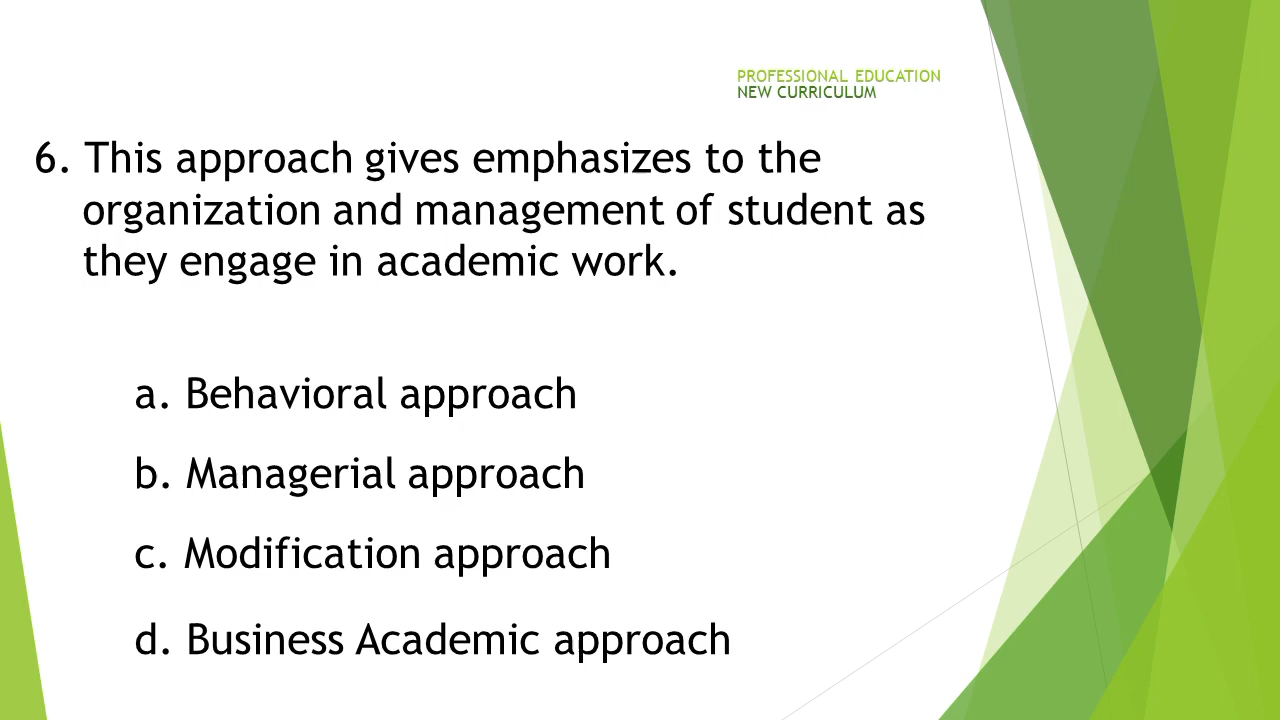 PROFESSIONAL EDUCATION
NEW CURRICULUM
6. This approach gives emphasizes to the
organization and management of student as
they engage in academic work.
a. Behavioral approach
b. Managerial approach
c. Modification approach
d. Business Academic approach